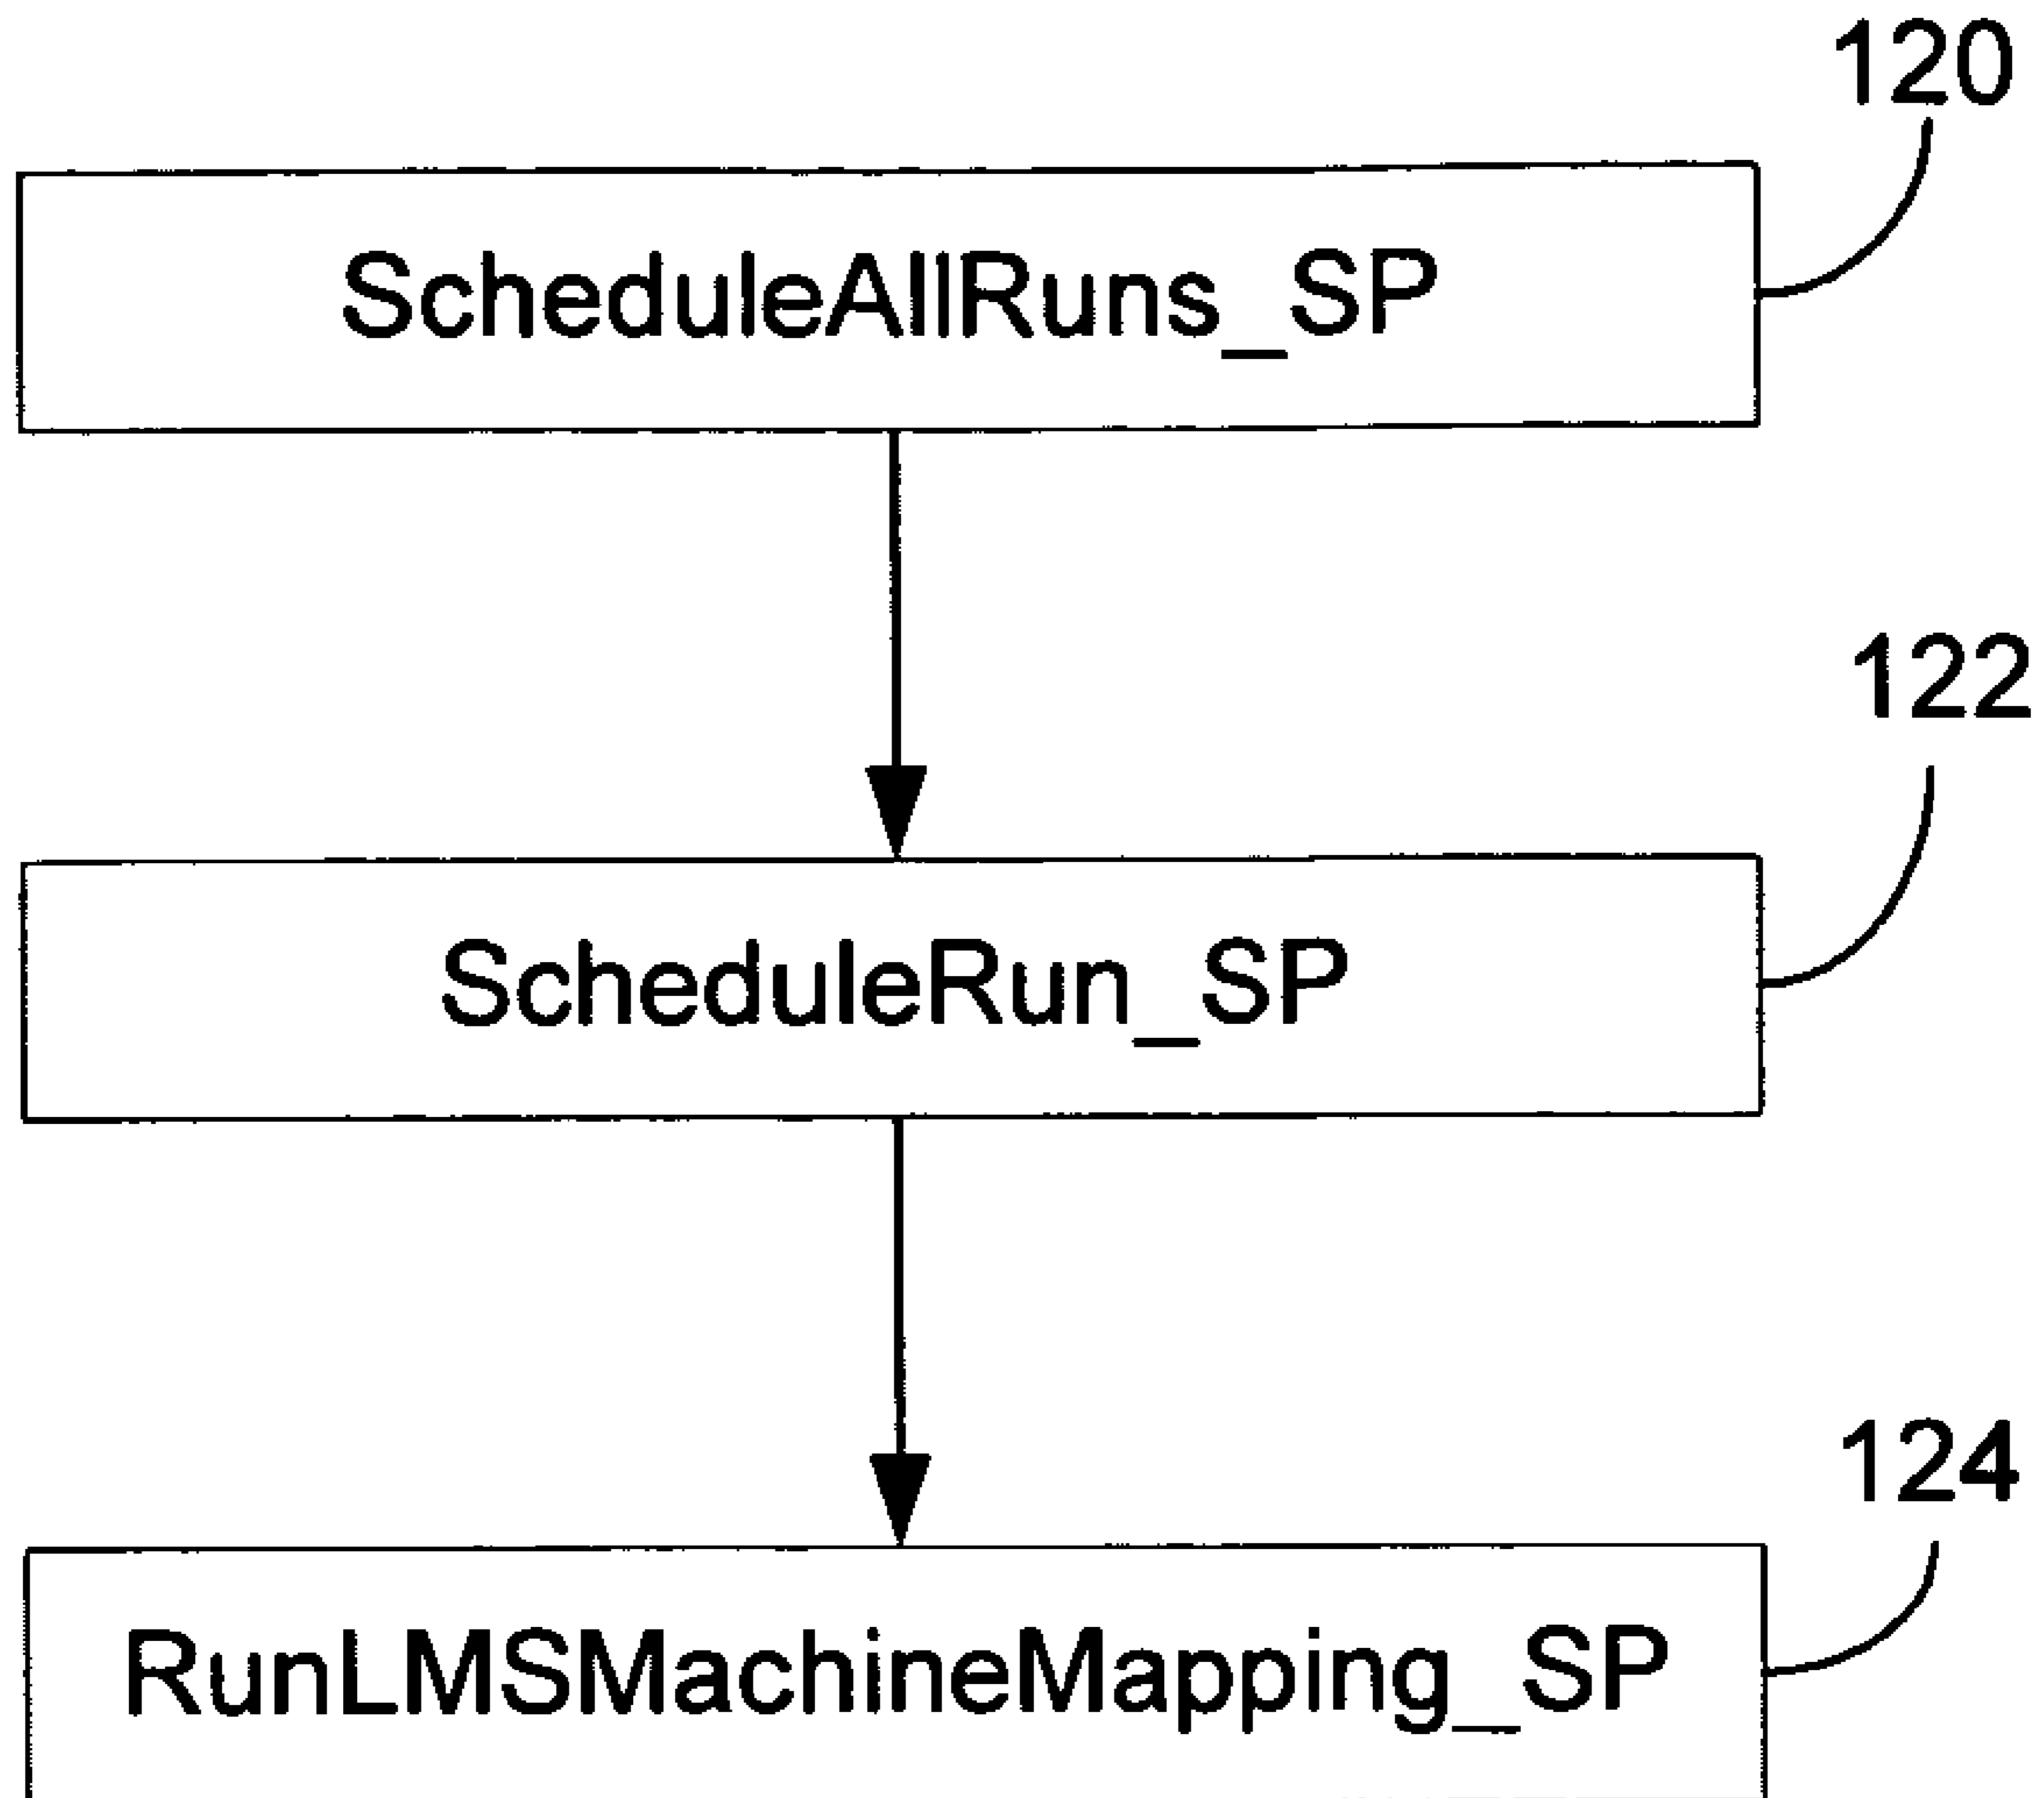 120
ScheduleAllRuns_SP
122
ScheduleRun_SP
124
RunLMSMachineMapping_SP